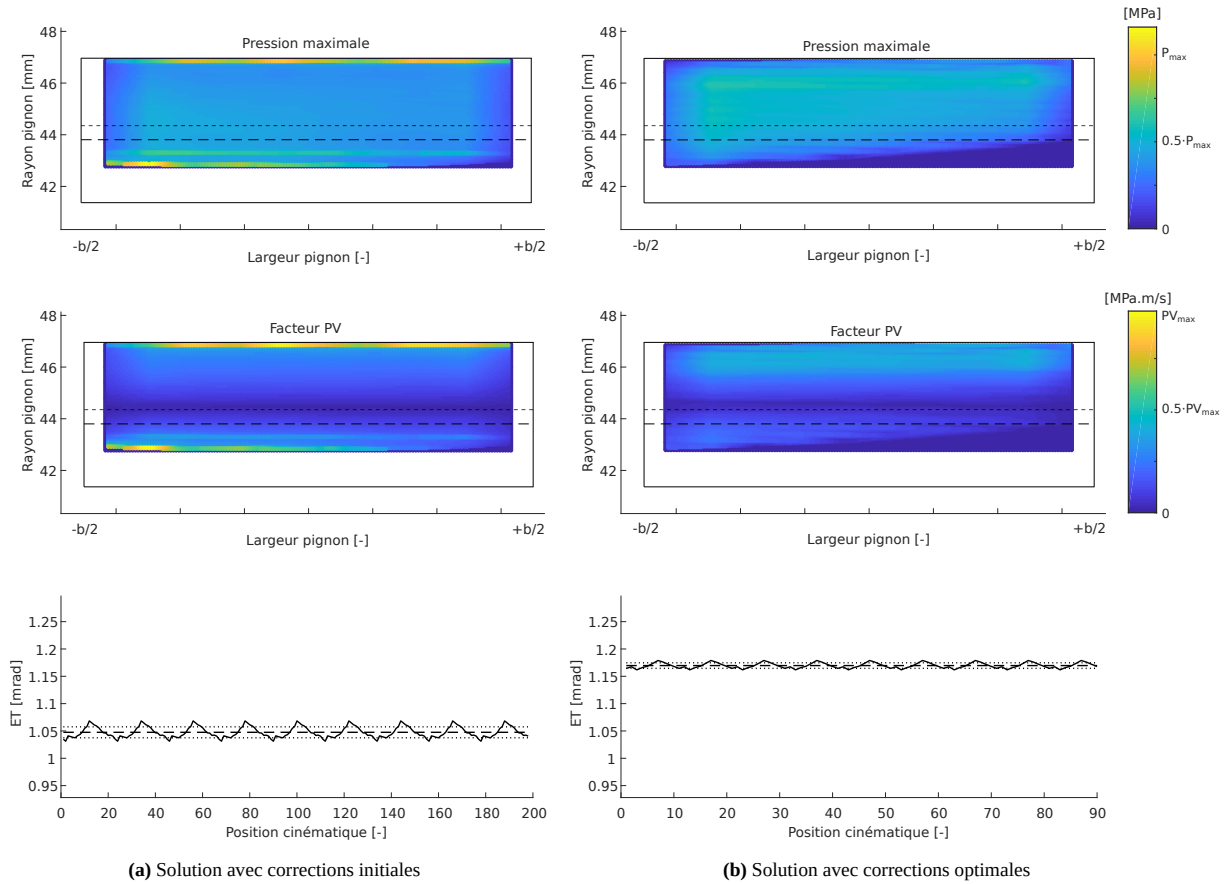 [MPa]
Pression maximale
Pression maximale
48
46
44
42
Rayon pignon [mm]
-b/2
+b/2
Largeur pignon [-]
48
46
44
42
Rayon pignon [mm]
-b/2
+b/2
Largeur pignon [-]
Pmax
0.5·Pmax
0
[MPa.m/s]
Facteur PV
Facteur PV
48
46
44
42
Rayon pignon [mm]
-b/2
+b/2
Largeur pignon [-]
48
46
44
42
Rayon pignon [mm]
-b/2
+b/2
Largeur pignon [-]
PVmax
0.5·PVmax
0
1.25
1.2
1.15
1.1
1.05
1
0.95
ET [mrad]
0 20 40 60 80 100 120 140 160 180 200
Position cinématique [-]
1.25
1.2
1.15
1.1
1.05
1
0.95
ET [mrad]
0 10 20 30 40 50 60 70 80 90
Position cinématique [-]
(a) Solution avec corrections initiales
(b) Solution avec corrections optimales